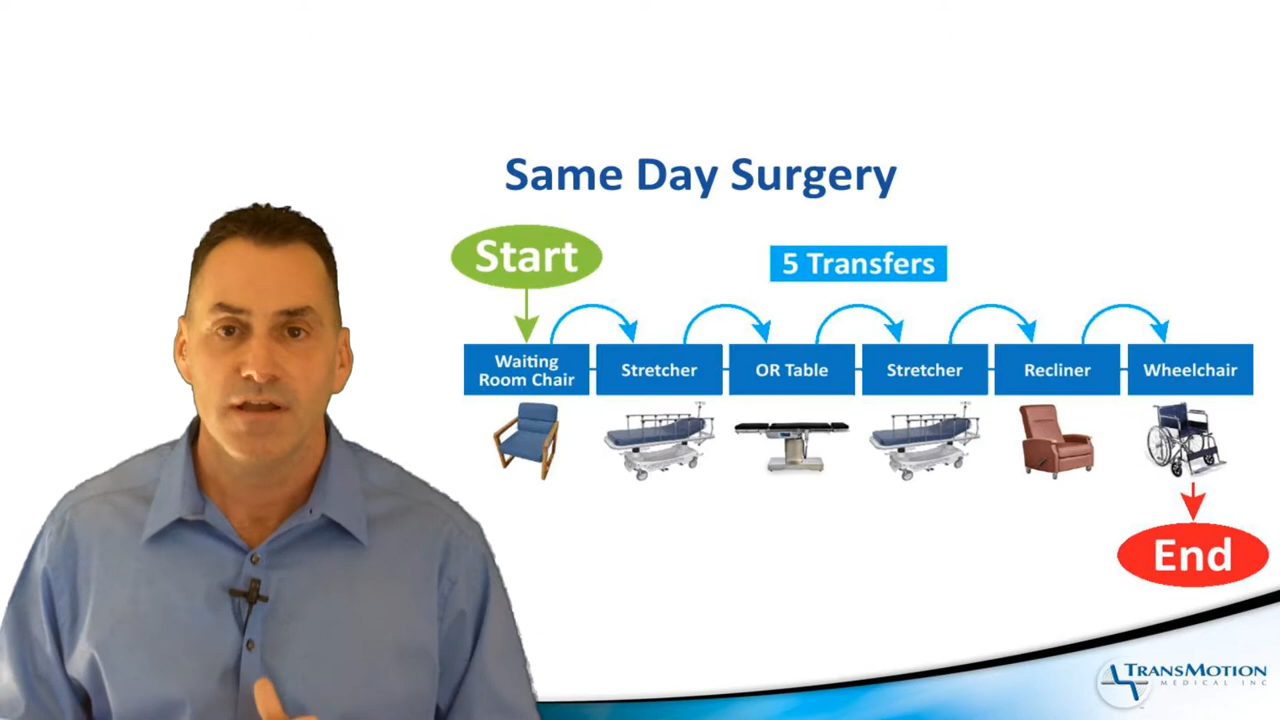 Same Day Surgery
Start
5 Transfers
Waiting
Room Chair
Stretcher
OR Table
Stretcher
Recliner
Wheelchair
End
TRANSMOTION
MEDICAL INC